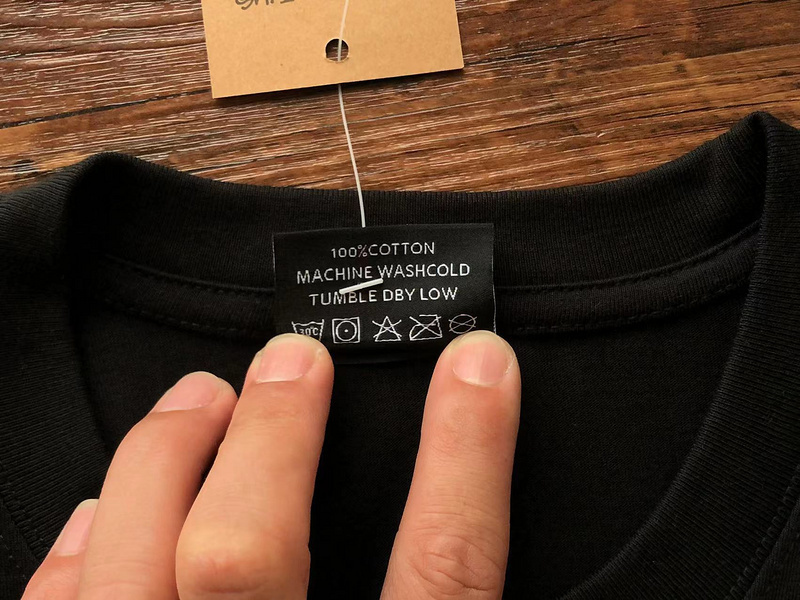 100%COTTON
MACHINE WASHCOLD
TUMBLE DBY LOW
30°C